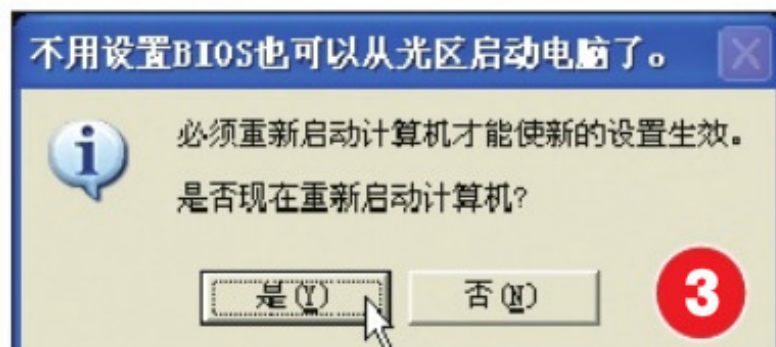 不用设置BIOS也可以从光区启动电脑了。
必须重新启动计算机才能使新的设置生效。
是否现在重新启动计算机?
是(Y) 否(N)
3